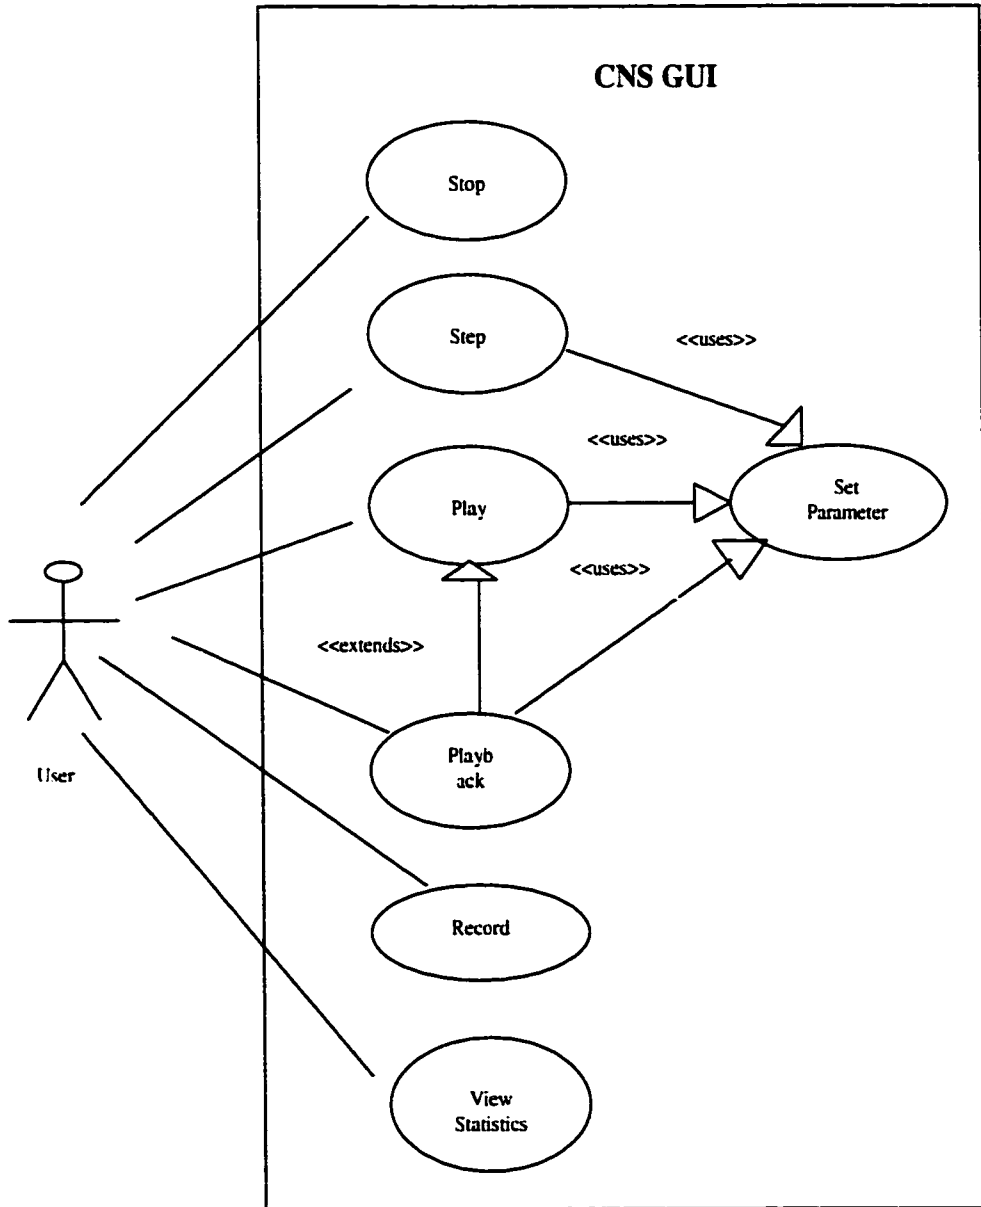 CNS GUI
Stop
Step
<<uses>>
<<uses>>
Set
Parameter
Play
<<uses>>
<<extends>>
Playb
ack
User
Record
View
Statistics